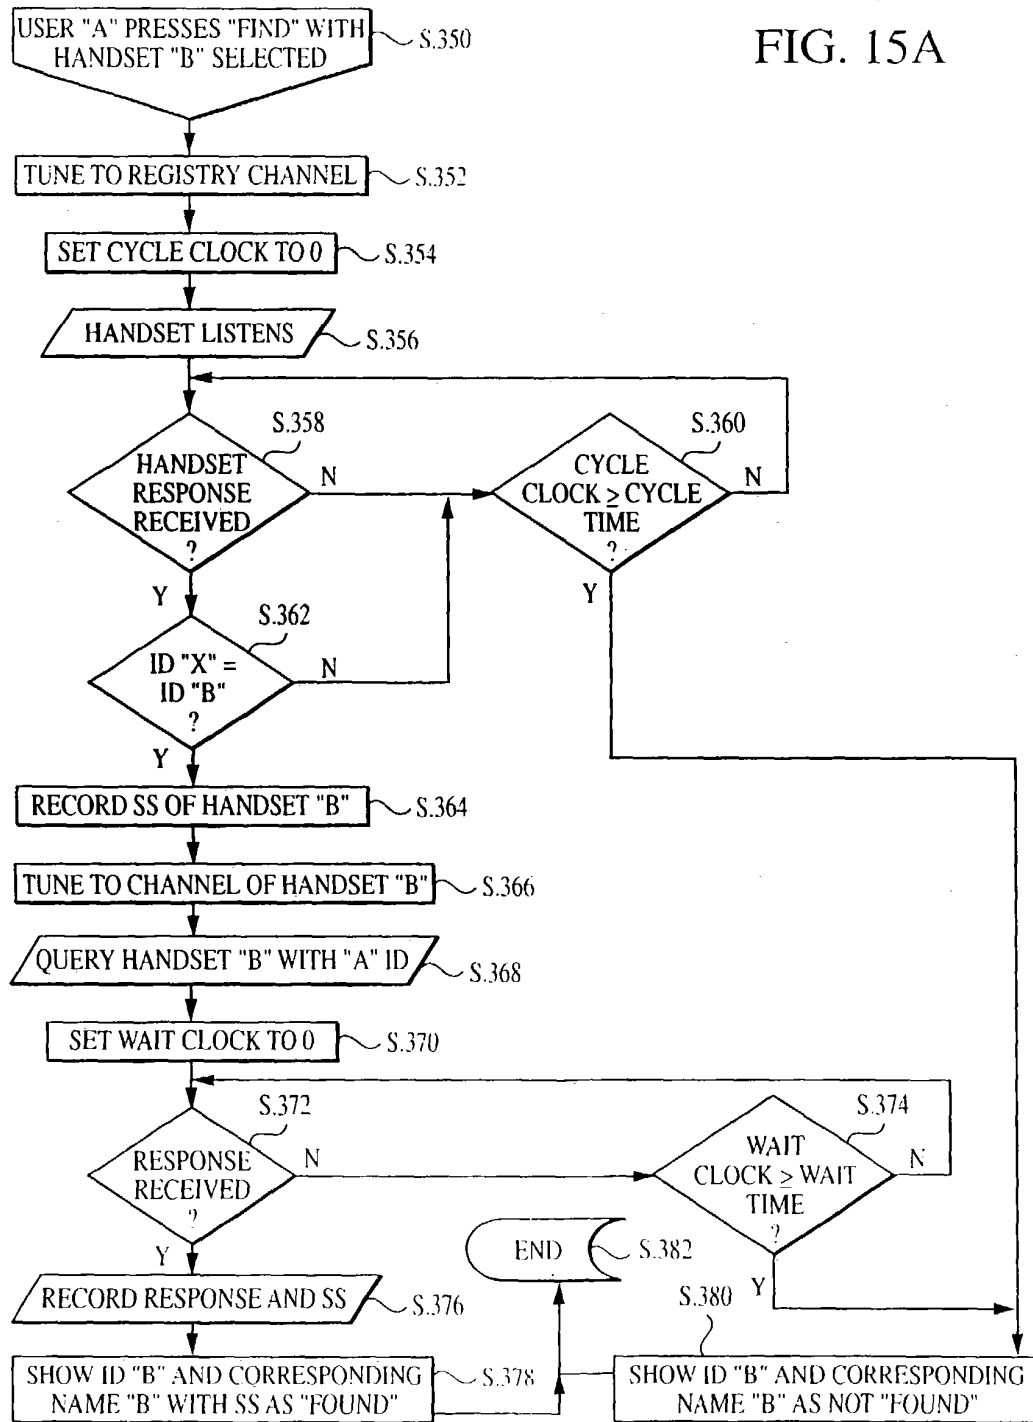 FIG. 15A
USER "A" PRESSES "FIND" WITH
HANDSET "B" SELECTED
S.350
TUNE TO REGISTRY CHANNEL
S.352
SET CYCLE CLOCK TO 0
S.354
HANDSET LISTENS
S.356
S.358
HANDSET
RESPONSE
RECEIVED
?
N
Y
S.360
CYCLE
CLOCK ≥ CYCLE
TIME
?
N
Y
S.362
ID "X" =
ID "B"
?
N
Y
RECORD SS OF HANDSET "B"
S.364
TUNE TO CHANNEL OF HANDSET "B"
S.366
QUERY HANDSET "B" WITH "A" ID
S.368
SET WAIT CLOCK TO 0
S.370
S.372
RESPONSE
RECEIVED
?
N
Y
S.374
WAIT
CLOCK ≥ WAIT
TIME
?
N
Y
END
S.382
RECORD RESPONSE AND SS
S.376
S.380
SHOW ID "B" AND CORRESPONDING
NAME "B" WITH SS AS "FOUND"
S.378
SHOW ID "B" AND CORRESPONDING
NAME "B" AS NOT "FOUND"